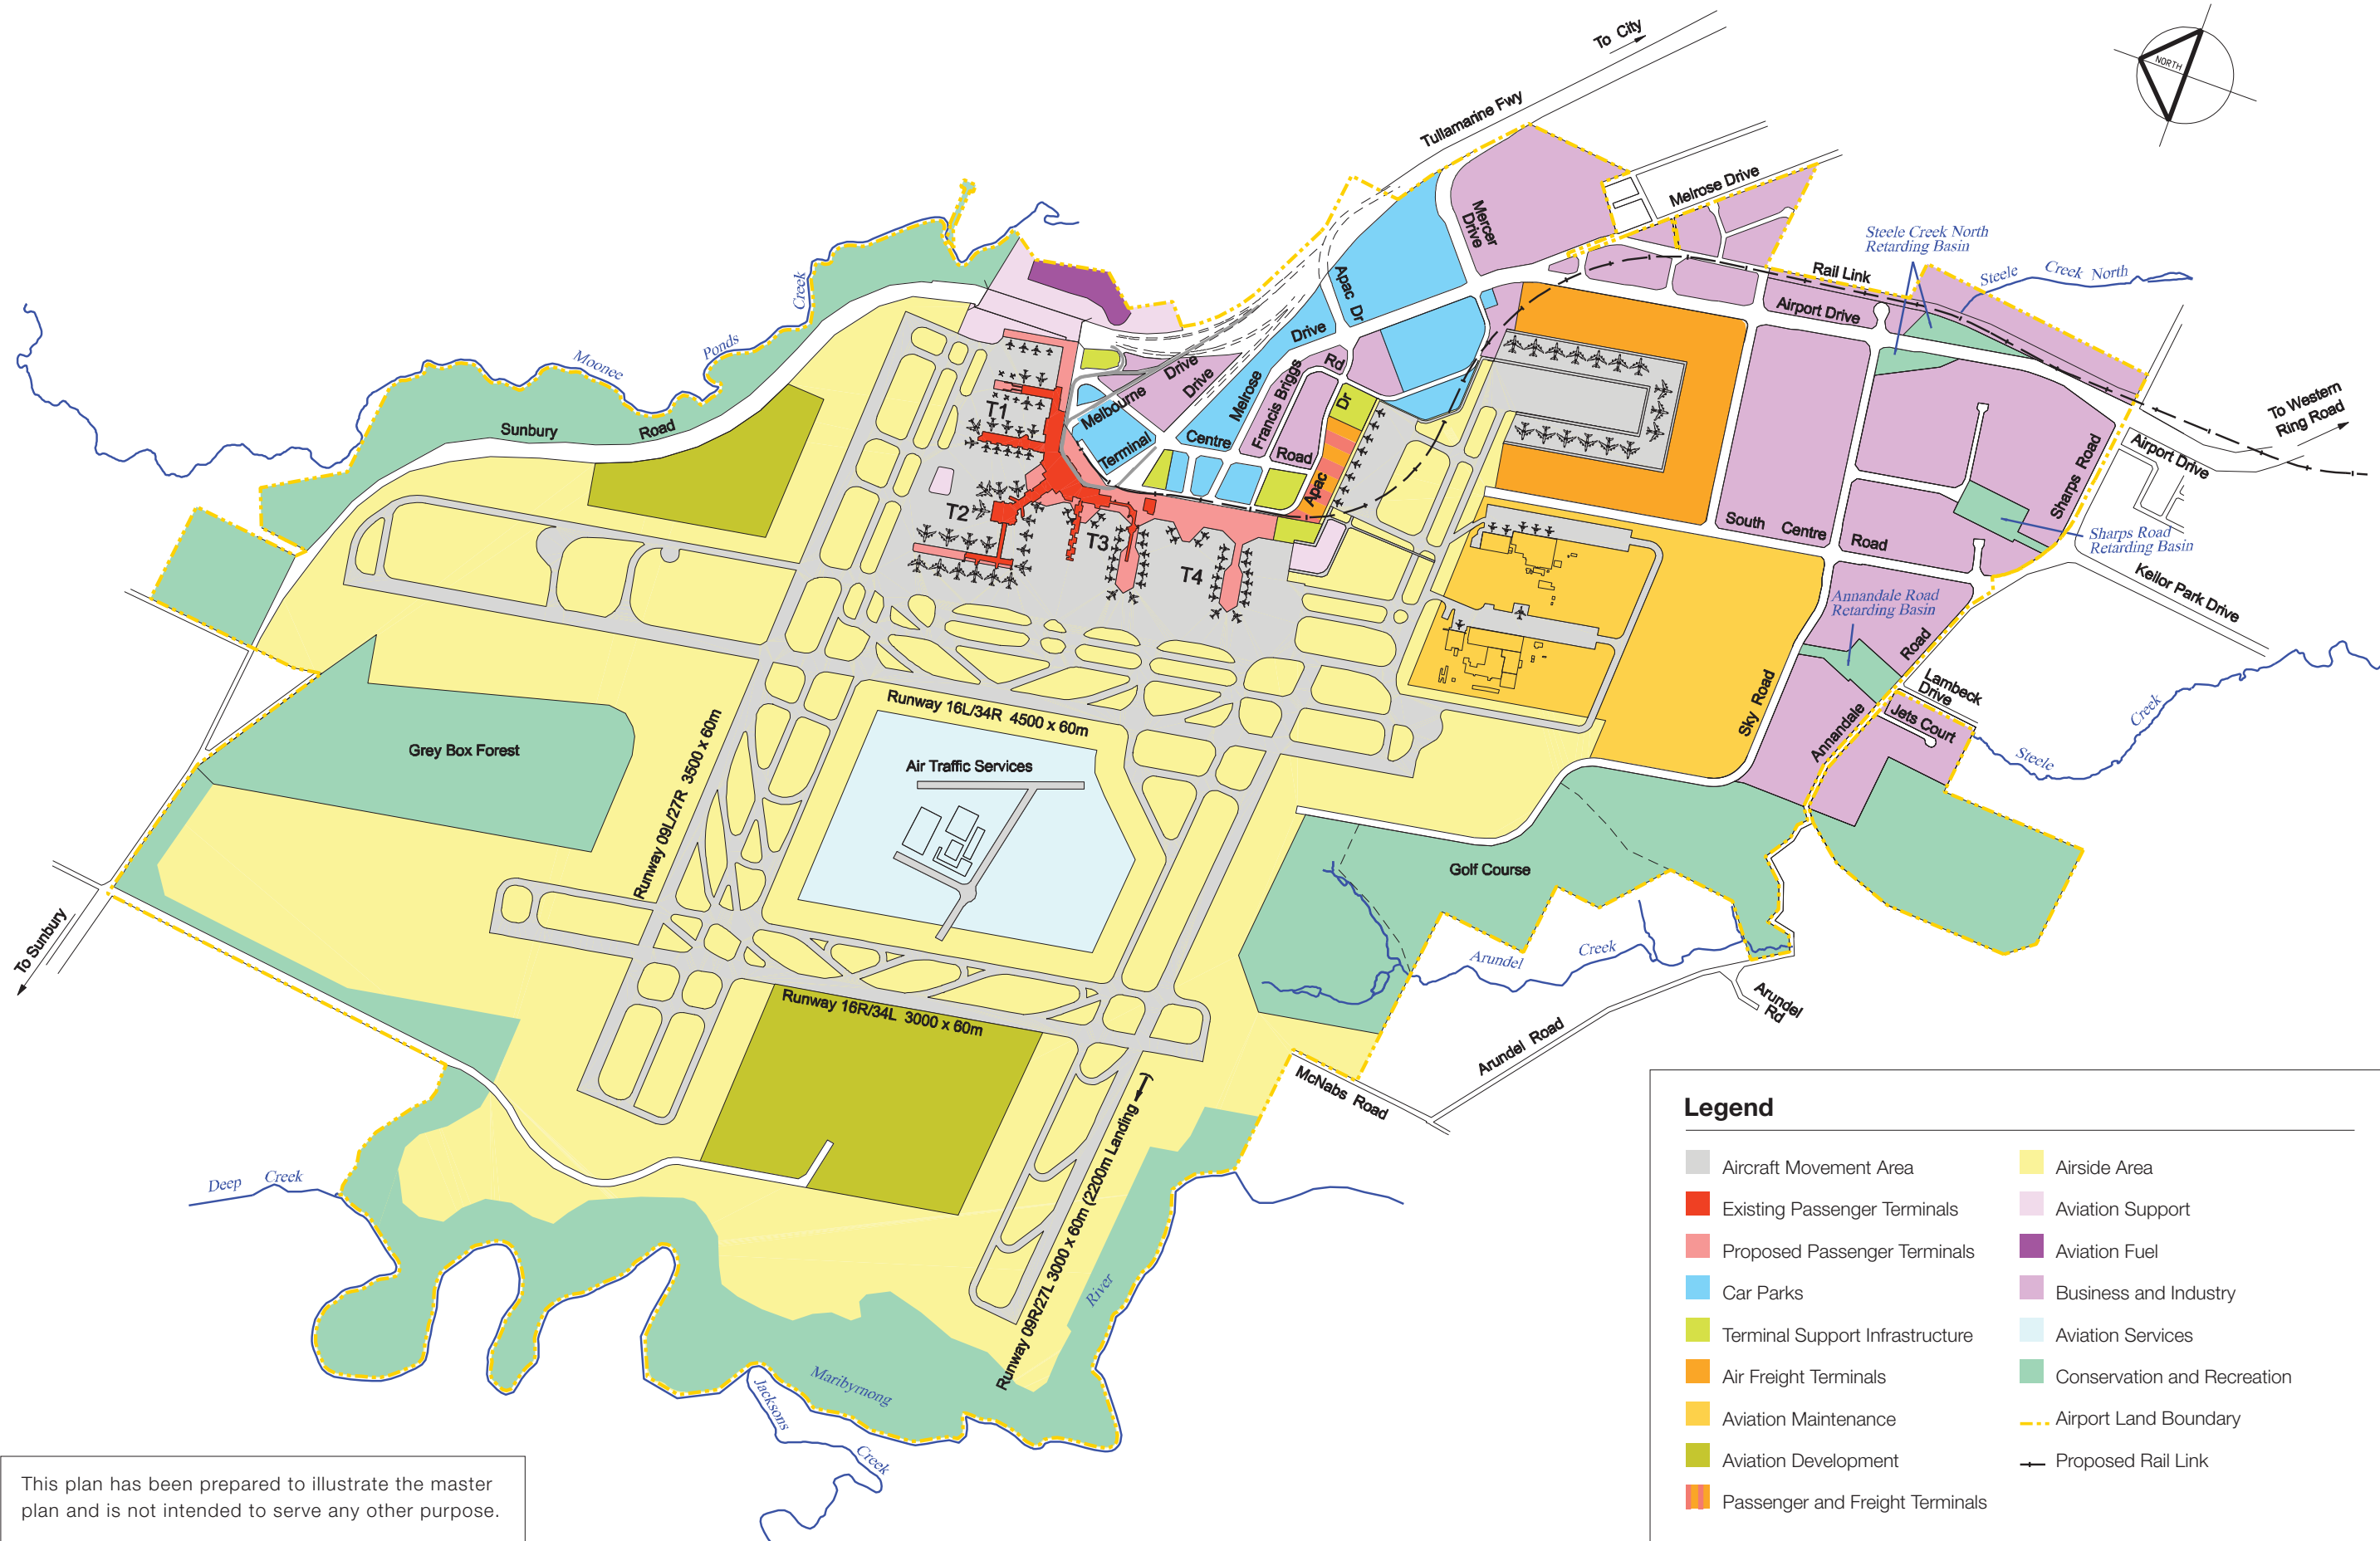 To City
Tullamarine Fwy
NORTH
Melrose Drive
Mercer
Drive
Steele Creek North
Retarding Basin
Rail Link
Steele Creek North
Airport Drive
Apac Dr
Creek
Ponds
Moonee
Sunbury Road
Drive
Drive
Melbourne
Drive
Melrose
Francis Briggs
Rd
Dr
Centre
Road
Terminal
Apac
T1
T2
T3
T4
To Western
Ring Road
Airport Drive
Sharps Road
South Centre Road
Sharps Road
Retarding Basin
Keilor Park Drive
Annandale Road
Retarding Basin
Road
Annandale
Lambeck
Drive
Jets Court
Sky Road
Creek
Steele
Runway 16L/34R 4500 x 60m
Runway 09L/27R 3500 x 60m
Grey Box Forest
Air Traffic Services
Golf Course
To Sunbury
Arundel Creek
Arundel
Rd
Arundel Road
McNabs Road
Runway 16R/34L 3000 x 60m
Runway 09R/27L 3000 x 60m (2200m Landing)
Deep Creek
River
Maribyrnong
Jacksons
Creek
Legend
Aircraft Movement Area
Existing Passenger Terminals
Proposed Passenger Terminals
Car Parks
Terminal Support Infrastructure
Air Freight Terminals
Aviation Maintenance
Aviation Development
Passenger and Freight Terminals
Airside Area
Aviation Support
Aviation Fuel
Business and Industry
Aviation Services
Conservation and Recreation
Airport Land Boundary
Proposed Rail Link
This plan has been prepared to illustrate the master
plan and is not intended to serve any other purpose.